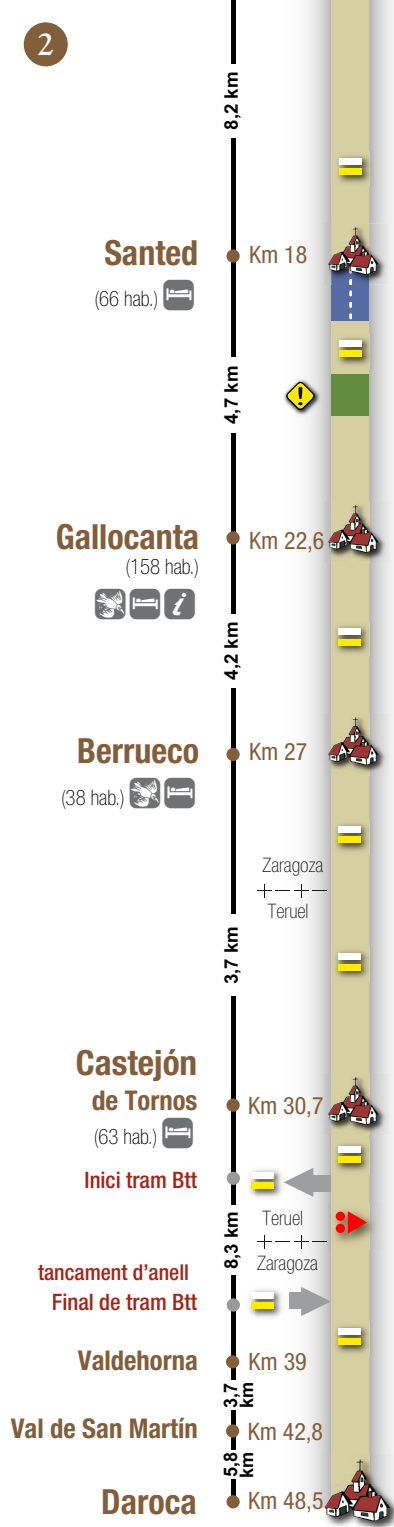 2
8,2 km
Santed
Km 18
(66 hab.)
4,7 km
Gallocanta
Km 22,6
(158 hab.)
i
4,2 km
Berrueco
Km 27
(38 hab.)
Zaragoza
Teruel
3,7 km
Castejón
de Tornos
Km 30,7
(63 hab.)
Inici tram Btt
Teruel
8,3 km
Zaragoza
tancament d'anell
Final de tram Btt
Valdehorna
Km 39
3,7
km
Val de San Martín
Km 42,8
5,8
km
Daroca
Km 48,5